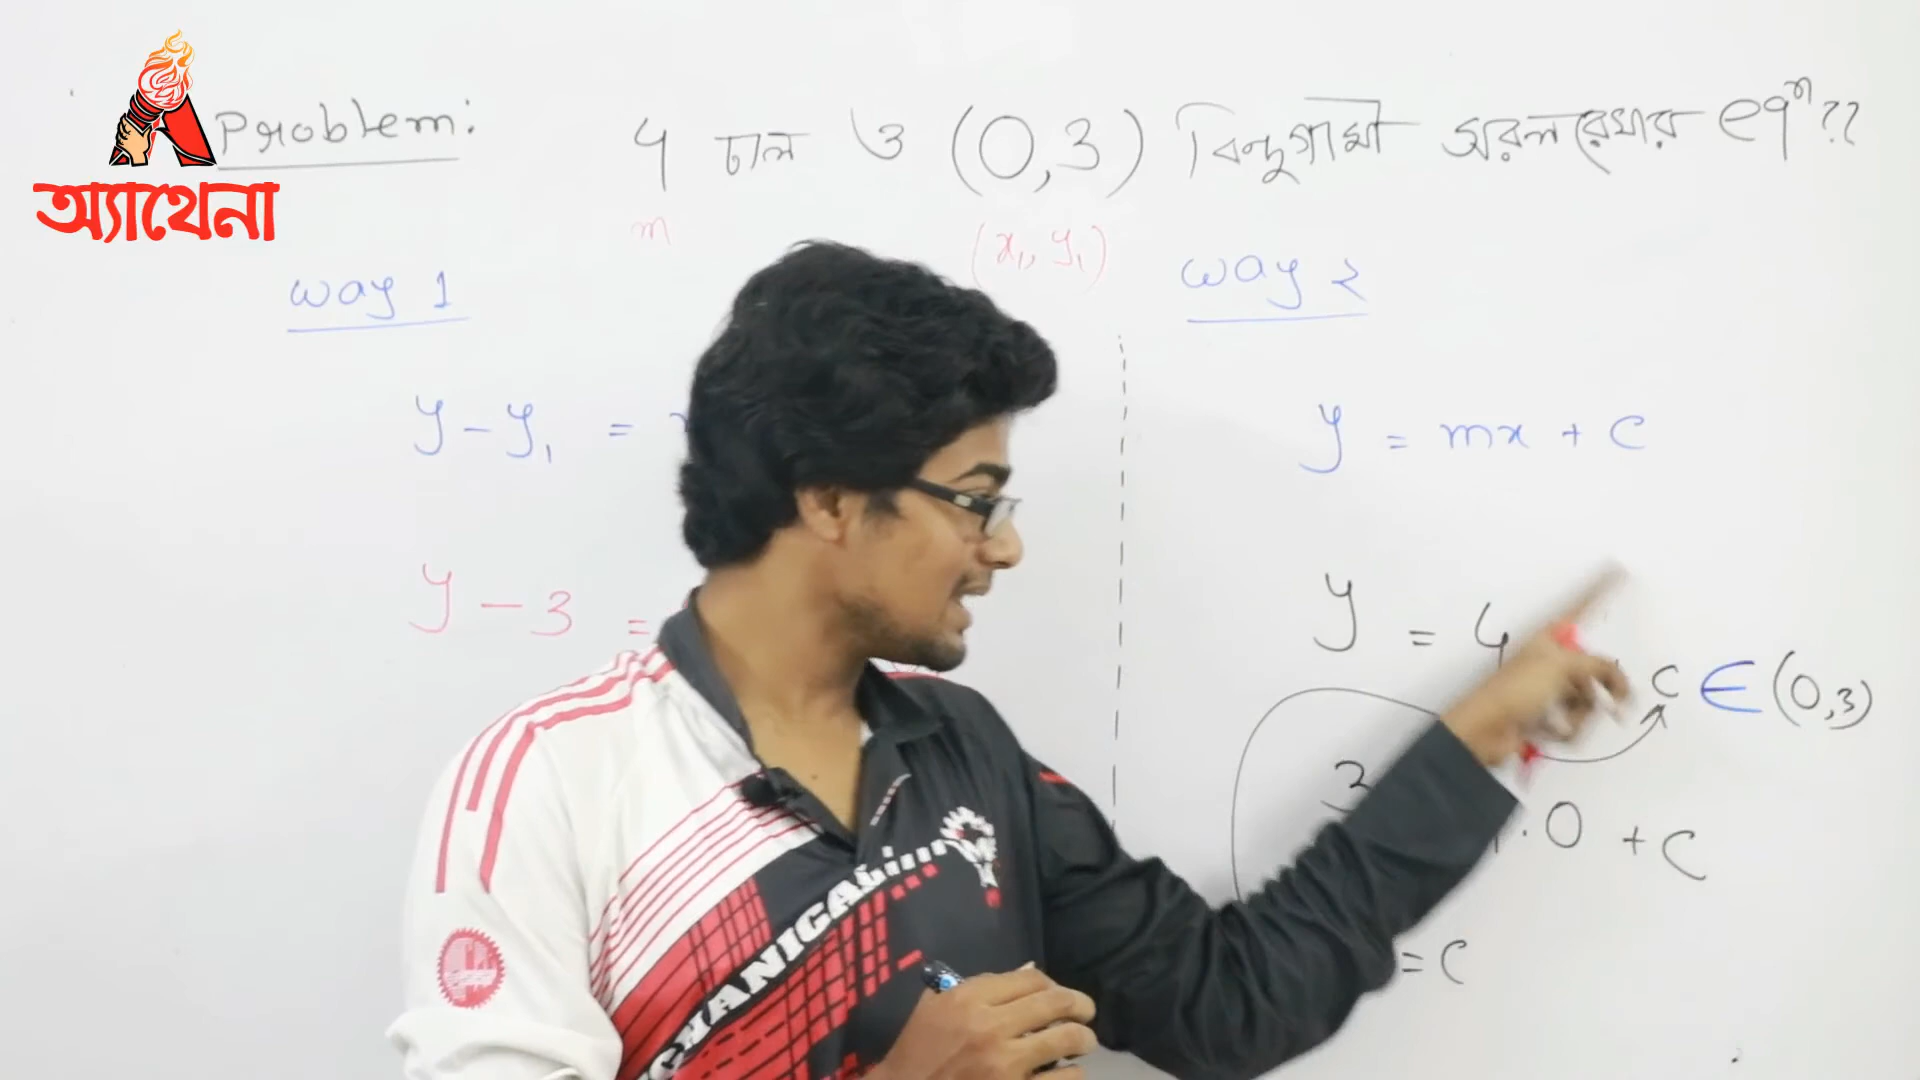 অ্যাথেনা
Problem: 4 ঢাল ও (0,3) বিন্দুগামী সরলরেখার eqⁿ??
m (x₁, y₁)
way 1
y - y₁ =
y - 3 =
way 2
y = mx + c
y = 4
c ∈ (0,3)
3 . 0 + c
= c
CHANICAL